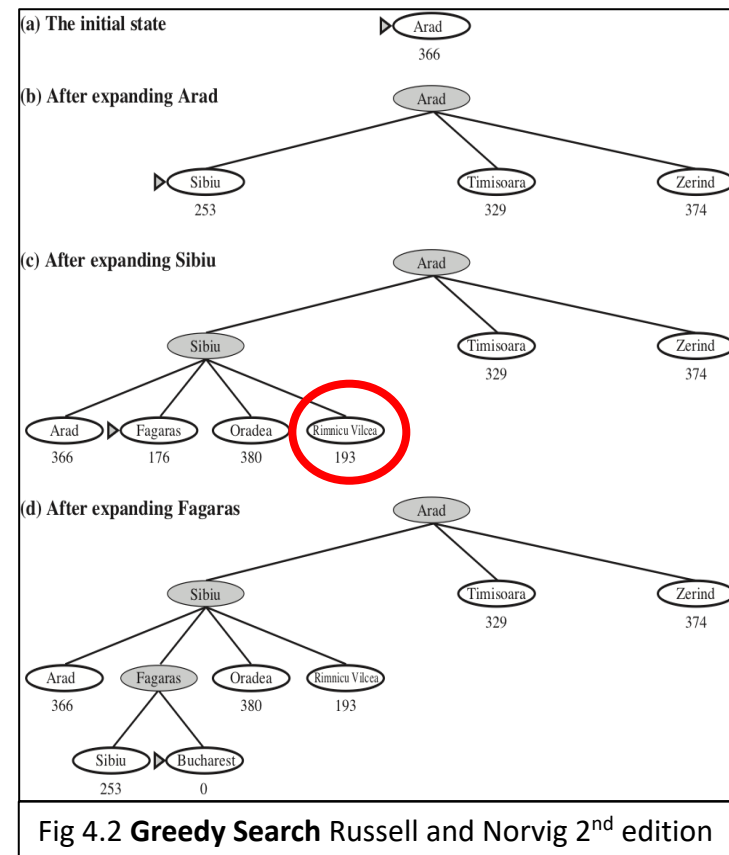 (a) The initial state
Arad
366
(b) After expanding Arad
Arad
Sibiu Timisoara Zerind
253 329 374
(c) After expanding Sibiu
Arad
Sibiu Timisoara Zerind
329 374
Arad Fagaras Oradea Rimnicu Vilcea
366 176 380 193
(d) After expanding Fagaras
Arad
Sibiu Timisoara Zerind
329 374
Arad Fagaras Oradea Rimnicu Vilcea
366 380 193
Sibiu Bucharest
253 0
Fig 4.2 Greedy Search Russell and Norvig 2nd edition